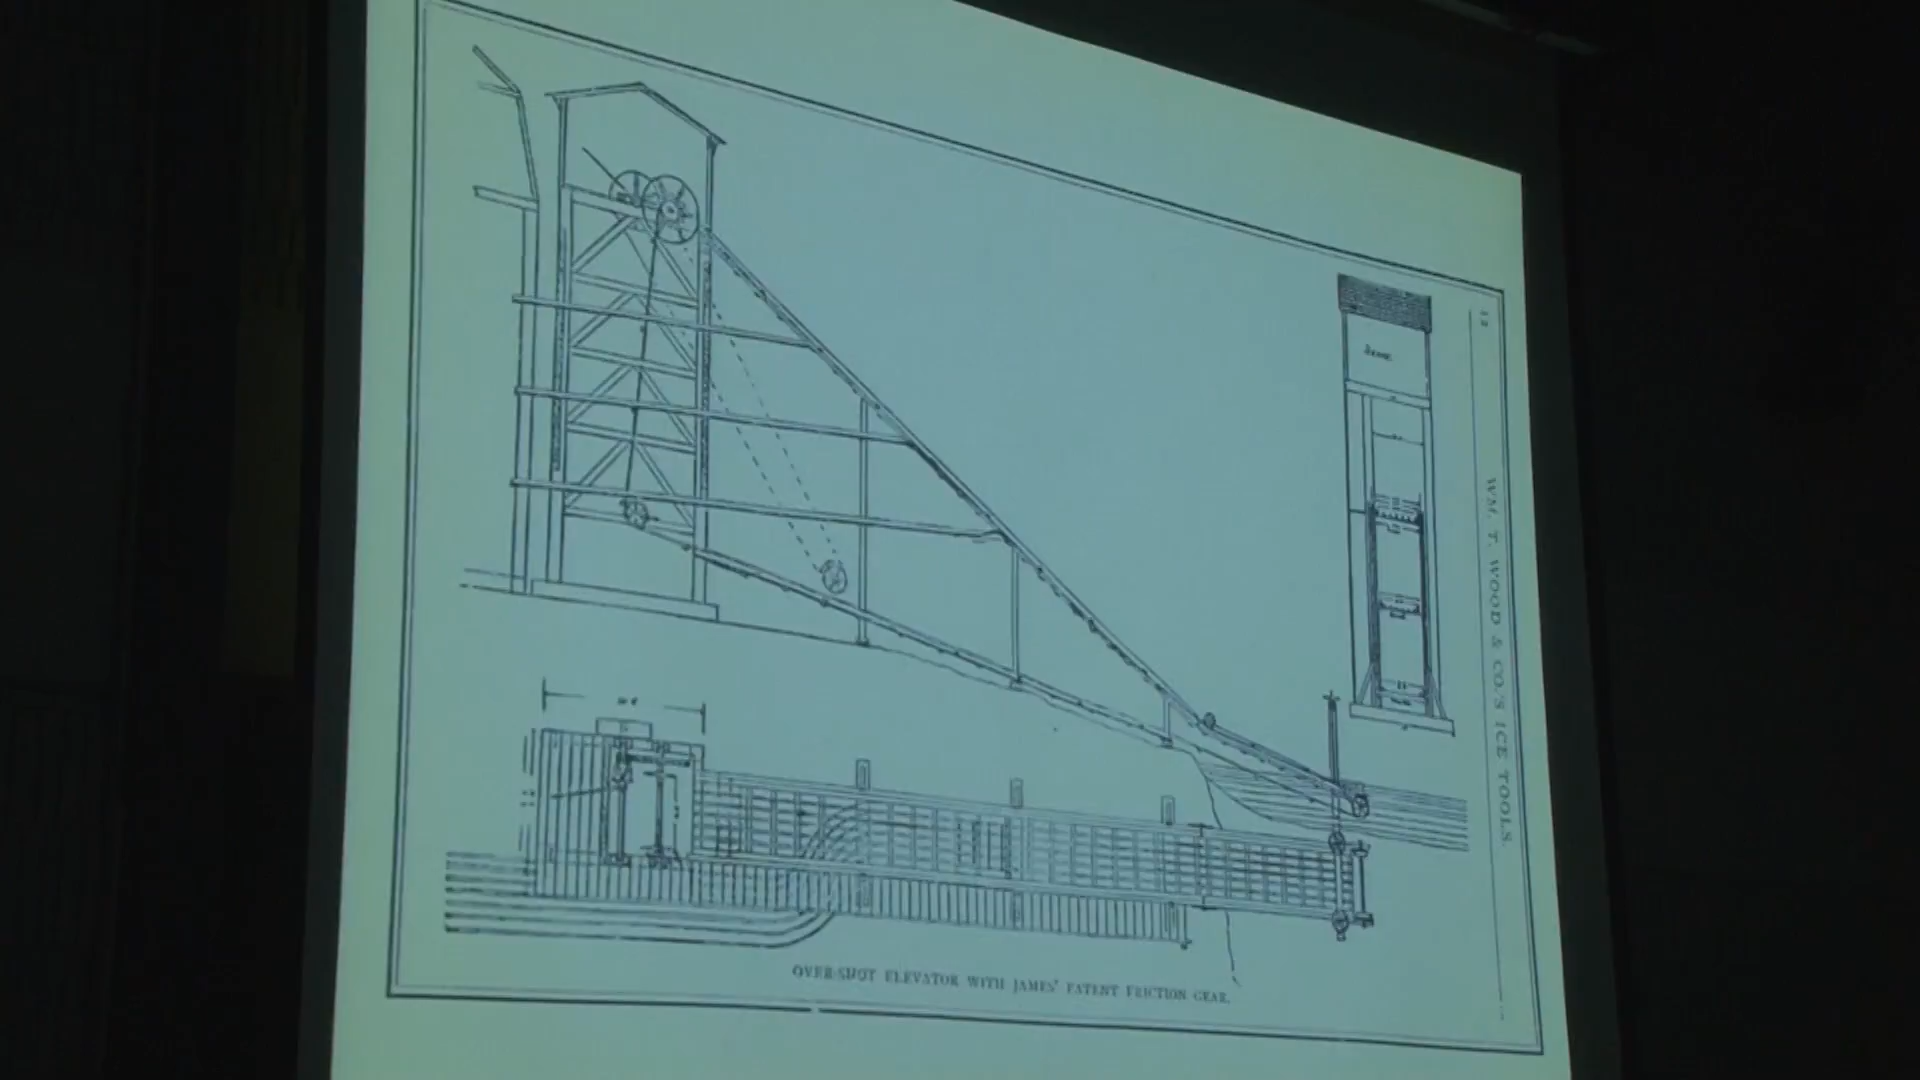 WM. T. WOOD & CO.'S ICE TOOLS.
OVER-SHOT ELEVATOR WITH JAMES' PATENT FRICTION GEAR.